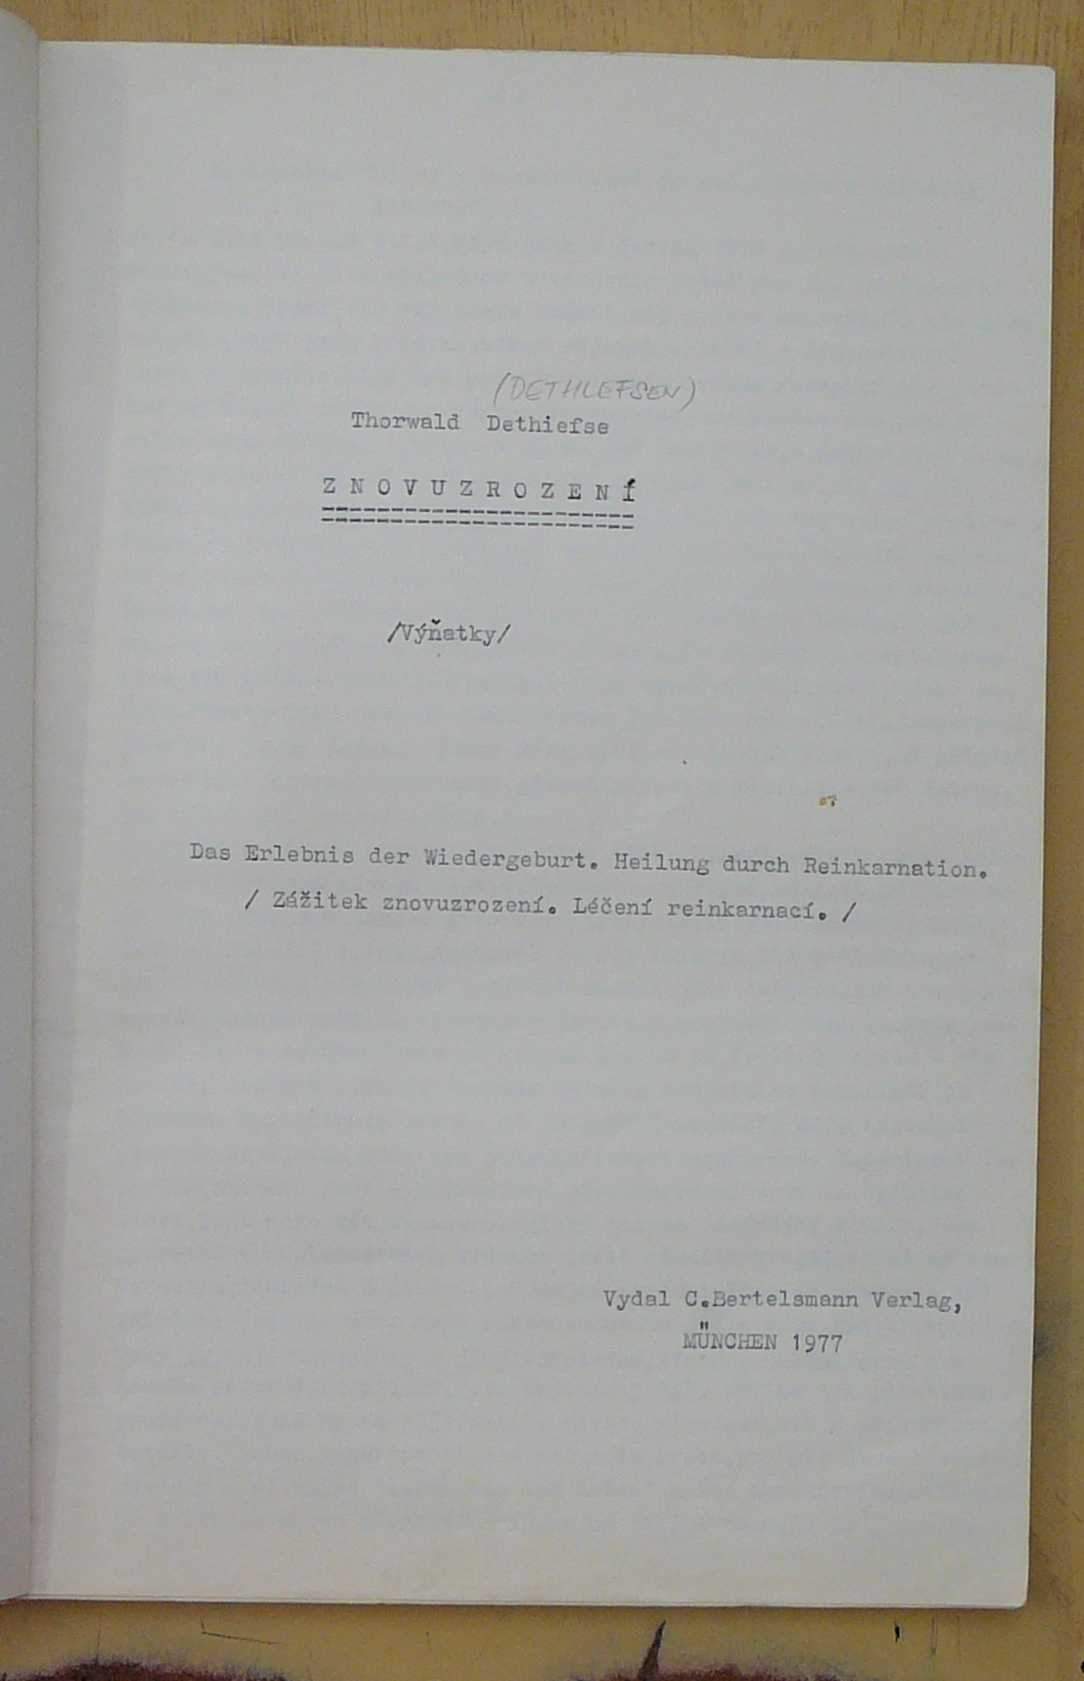 (DETHLEFSEN)
Thorwald Dethiefse
Z N O V U Z R O Z E N Í
/Výňatky/
Das Erlebnis der Wiedergeburt. Heilung durch Reinkarnation.
/ Zážitek znovuzrození. Léčení reinkarnací. /
Vydal C.Bertelsmann Verlag,
MÜNCHEN 1977